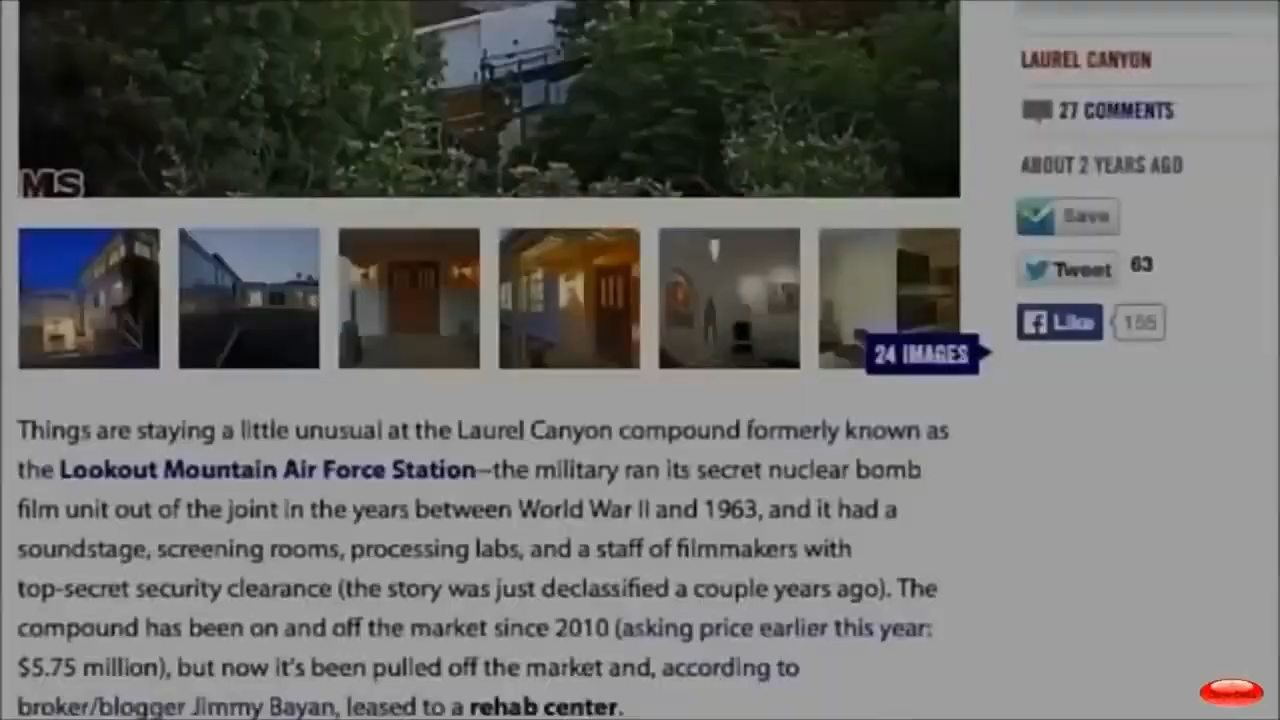 LAUREL CANYON
27 COMMENTS
ABOUT 2 YEARS AGO
Save
Tweet 63
Like 155
MS
24 IMAGES
Things are staying a little unusual at the Laurel Canyon compound formerly known as
the Lookout Mountain Air Force Station–the military ran its secret nuclear bomb
film unit out of the joint in the years between World War II and 1963, and it had a
soundstage, screening rooms, processing labs, and a staff of filmmakers with
top-secret security clearance (the story was just declassified a couple years ago). The
compound has been on and off the market since 2010 (asking price earlier this year:
$5.75 million), but now it's been pulled off the market and, according to
broker/blogger Jimmy Bayan, leased to a rehab center.